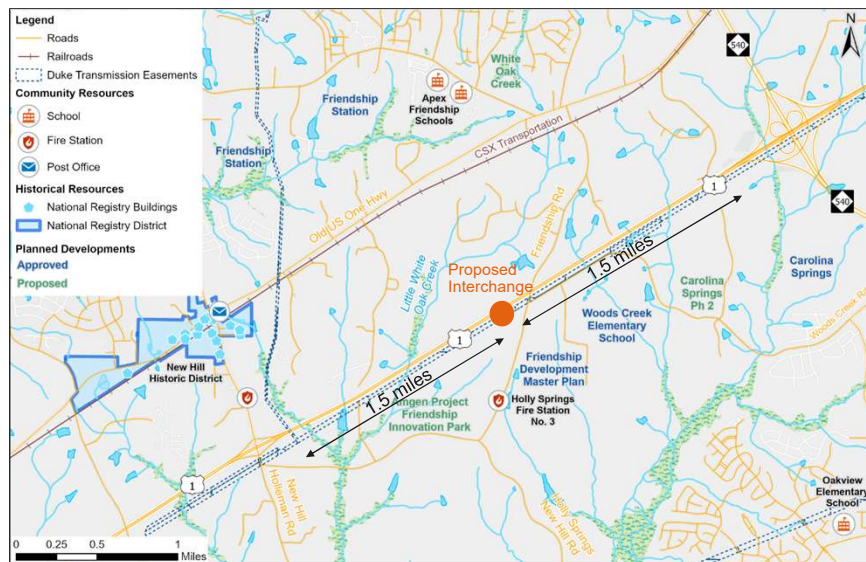 Legend
Roads
Railroads
Duke Transmission Easements
Community Resources
School
Fire Station
Post Office
Historical Resources
National Registry Buildings
National Registry District
Planned Developments
Approved
Proposed
N
540
White
Oak
Creek
Apex
Friendship
Schools
Friendship
Station
Friendship
Station
CSX Transportation
Old US One Hwy
Friendship Rd
1
540
1.5 miles
Proposed
Interchange
Little White
Oak Creek
Carolina
Springs
Carolina
Springs
Ph 2
Woods Creek Rd
Woods Creek
Elementary
School
1
New Hill
Historic District
Friendship
Development
Master Plan
1.5 miles
Amgen Project
Friendship
Innovation Park
Holly Springs
Fire Station
No. 3
1
New Hill
Holleman Rd
Holly Springs
New Hill Rd
Oakview
Elementary
School
0 0.25 0.5 1
Miles